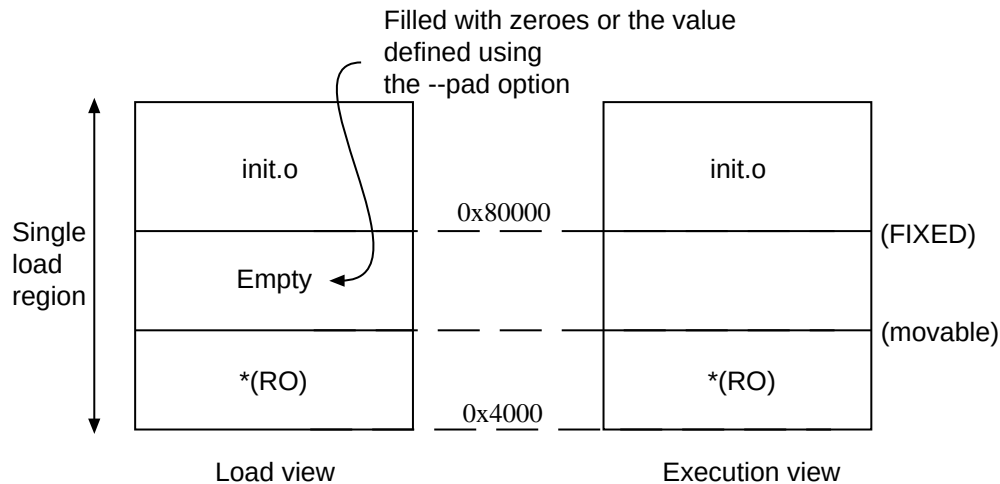 Filled with zeroes or the value
defined using
the --pad option
init.o
init.o
0x80000
Single
load
region
(FIXED)
Empty
(movable)
*(RO)
*(RO)
0x4000
Load view
Execution view